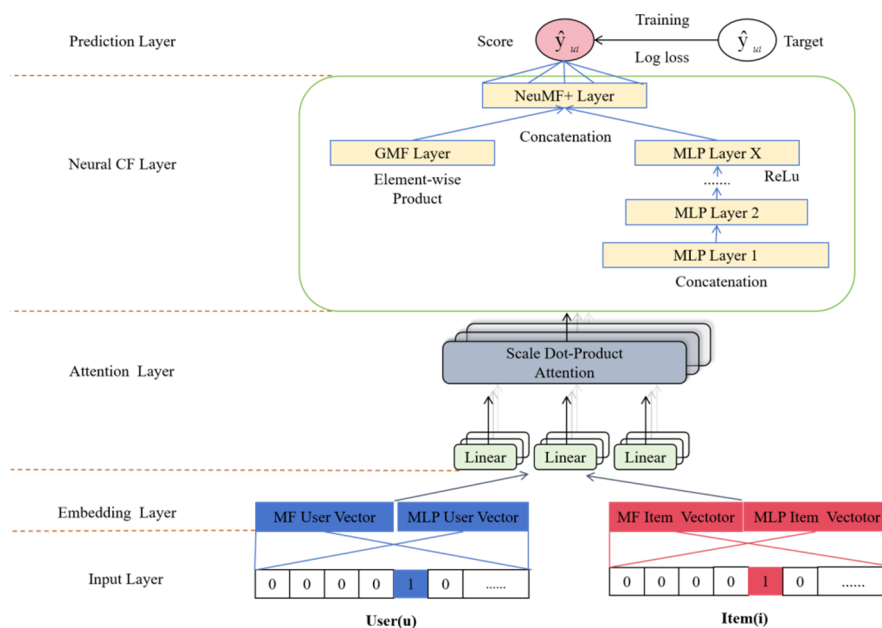 Prediction Layer
Score
ŷ ui
Training
Log loss
ŷ ui
Target
NeuMF+ Layer
Neural CF Layer
Concatenation
GMF Layer
Element-wise
Product
MLP Layer X
ReLu
.......
MLP Layer 2
MLP Layer 1
Concatenation
Attention Layer
Scale Dot-Product
Attention
Linear
Linear
Linear
Embedding Layer
MF User Vector
MLP User Vector
MF Item Vectotor
MLP Item Vectotor
Input Layer
0 0 0 0 1 0 ......
0 0 0 0 1 0 ......
User(u)
Item(i)